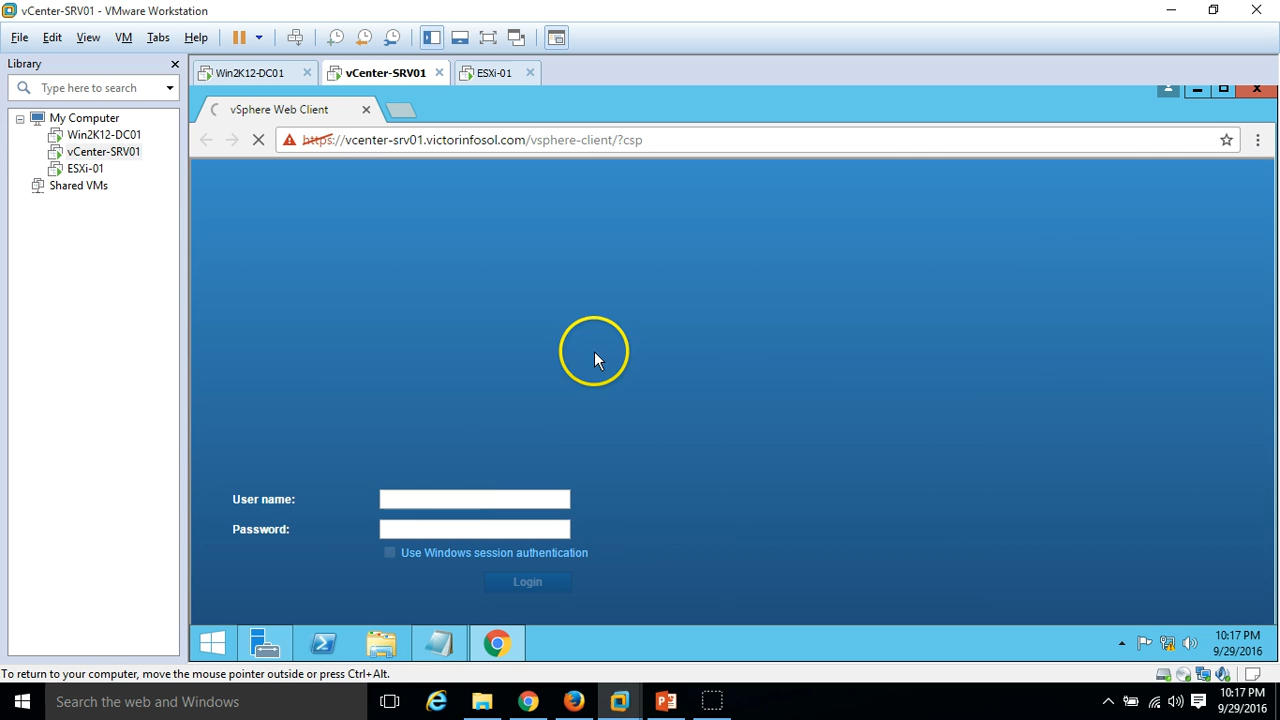 vCenter-SRV01 - VMware Workstation
File Edit View VM Tabs Help
Library
Type here to search
My Computer
Win2K12-DC01
vCenter-SRV01
ESXi-01
Shared VMs
Win2K12-DC01 vCenter-SRV01 ESXi-01
vSphere Web Client
https://vcenter-srv01.victorinfosol.com/vsphere-client/?csp
User name:
Password:
Use Windows session authentication
Login
10:17 PM
9/29/2016
To return to your computer, move the mouse pointer outside or press Ctrl+Alt.
Search the web and Windows
10:17 PM
9/29/2016